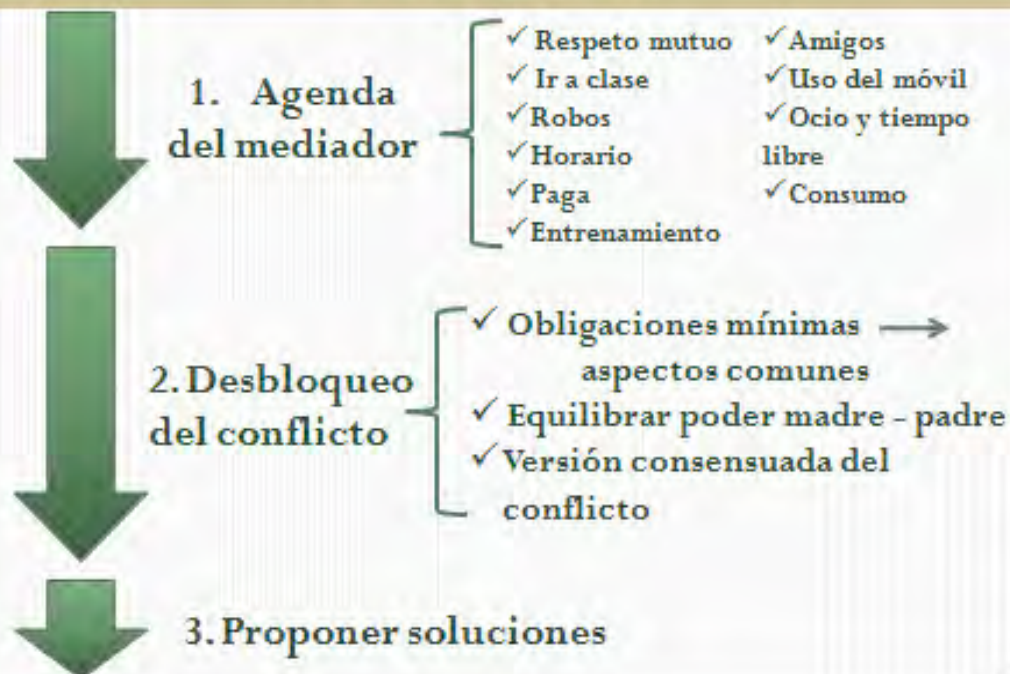 1. Agenda
del mediador
✓ Respeto mutuo
✓ Ir a clase
✓ Robos
✓ Horario
✓ Paga
✓ Entrenamiento
✓ Amigos
✓ Uso del móvil
✓ Ocio y tiempo
libre
✓ Consumo
2. Desbloqueo
del conflicto
✓ Obligaciones mínimas →
aspectos comunes
✓ Equilibrar poder madre – padre
✓ Versión consensuada del
conflicto
3. Proponer soluciones